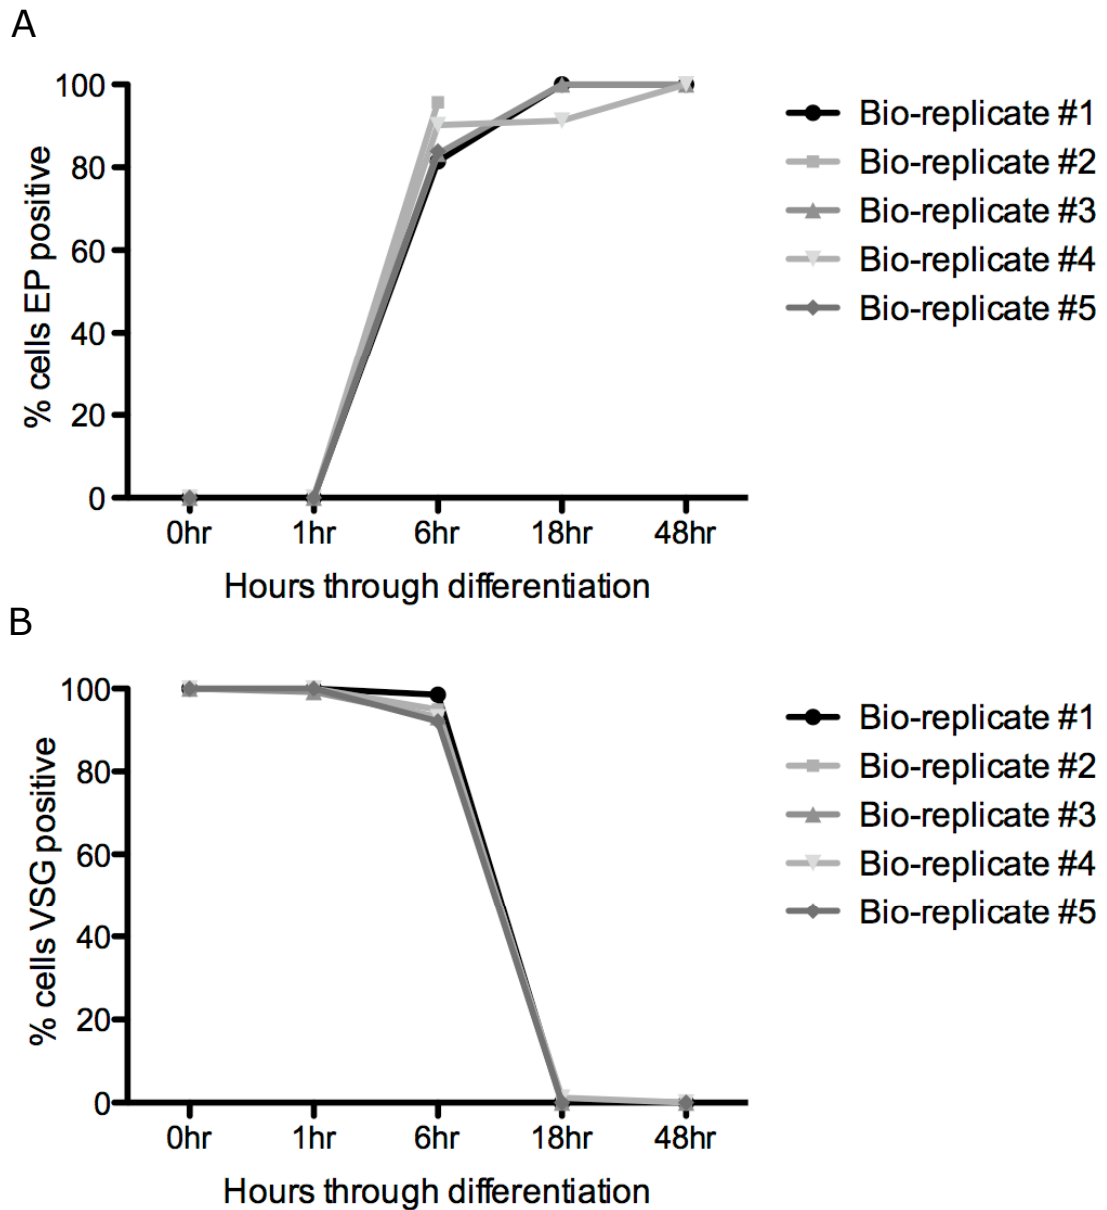 A
% cells EP positive
100
80
60
40
20
0
0hr 1hr 6hr 18hr 48hr
Hours through differentiation
Bio-replicate #1
Bio-replicate #2
Bio-replicate #3
Bio-replicate #4
Bio-replicate #5
B
% cells VSG positive
100
80
60
40
20
0
0hr 1hr 6hr 18hr 48hr
Hours through differentiation
Bio-replicate #1
Bio-replicate #2
Bio-replicate #3
Bio-replicate #4
Bio-replicate #5